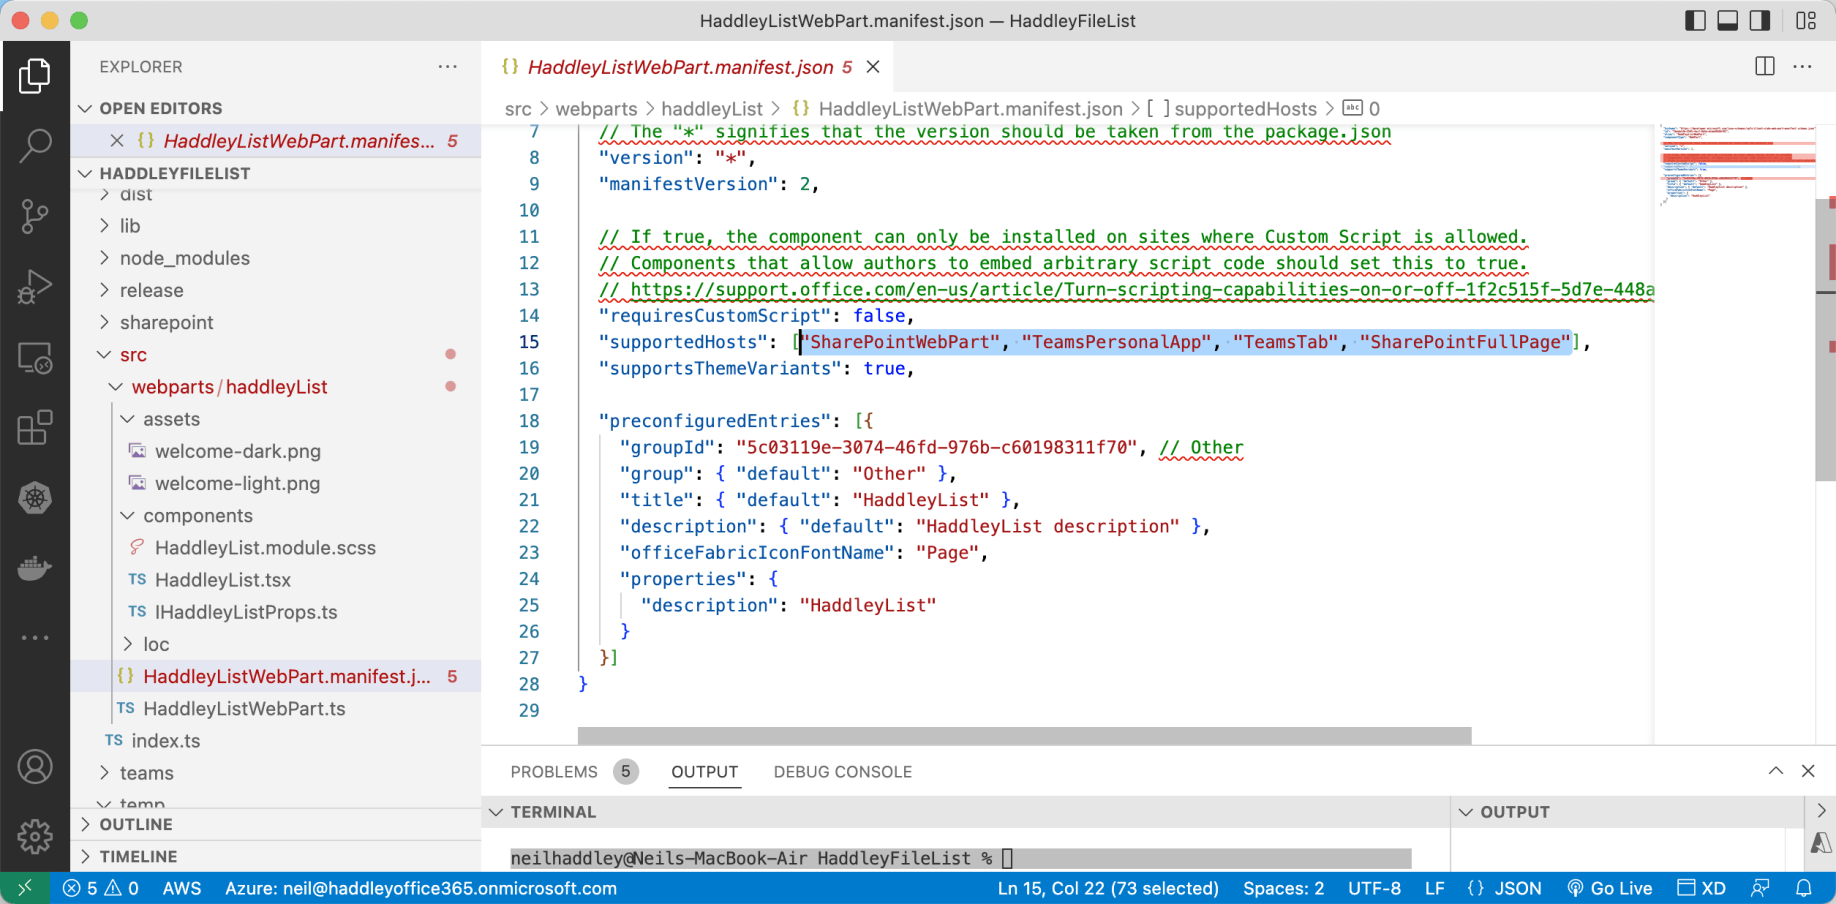 HaddleyListWebPart.manifest.json — HaddleyFileList
EXPLORER
OPEN EDITORS
HaddleyListWebPart.manifes... 5
HADDLEYFILELIST
dist
lib
node_modules
release
sharepoint
src
webparts/haddleyList
assets
welcome-dark.png
welcome-light.png
components
HaddleyList.module.scss
TS HaddleyList.tsx
TS IHaddleyListProps.ts
loc
{} HaddleyListWebPart.manifest.j... 5
TS HaddleyListWebPart.ts
TS index.ts
teams
temp
OUTLINE
TIMELINE
{} HaddleyListWebPart.manifest.json 5
src > webparts > haddleyList > {} HaddleyListWebPart.manifest.json > [ ] supportedHosts > abc 0
7 // The "*" signifies that the version should be taken from the package.json
8 "version": "*",
9 "manifestVersion": 2,
10
11 // If true, the component can only be installed on sites where Custom Script is allowed.
12 // Components that allow authors to embed arbitrary script code should set this to true.
13 // https://support.office.com/en-us/article/Turn-scripting-capabilities-on-or-off-1f2c515f-5d7e-448a
14 "requiresCustomScript": false,
15 "supportedHosts": ["SharePointWebPart", "TeamsPersonalApp", "TeamsTab", "SharePointFullPage"],
16 "supportsThemeVariants": true,
17
18 "preconfiguredEntries": [{
19 "groupId": "5c03119e-3074-46fd-976b-c60198311f70", // Other
20 "group": { "default": "Other" },
21 "title": { "default": "HaddleyList" },
22 "description": { "default": "HaddleyList description" },
23 "officeFabricIconFontName": "Page",
24 "properties": {
25 "description": "HaddleyList"
26 }
27 }]
28 }
29
PROBLEMS 5 OUTPUT DEBUG CONSOLE
TERMINAL
OUTPUT
neilhaddley@Neils-MacBook-Air HaddleyFileList %
5 0 AWS Azure: neil@haddleyoffice365.onmicrosoft.com Ln 15, Col 22 (73 selected) Spaces: 2 UTF-8 LF {} JSON Go Live XD